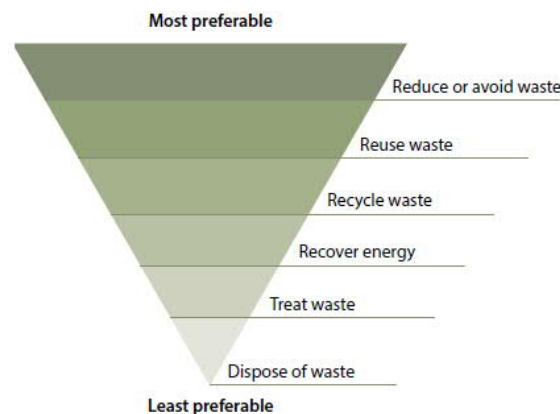 Most preferable
Reduce or avoid waste
Reuse waste
Recycle waste
Recover energy
Treat waste
Dispose of waste
Least preferable